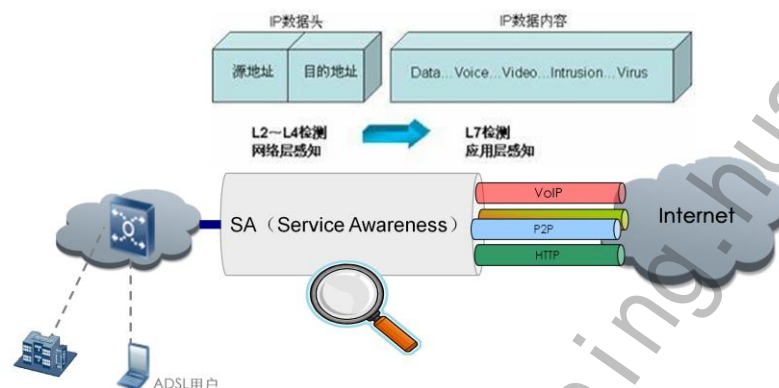 IP数据头
IP数据内容
源地址
目的地址
Data...Voice...Video...Intrusion...Virus
L2～L4检测
网络层感知
L7检测
应用层感知
SA（Service Awareness）
VoIP
P2P
HTTP
Internet
ADSL用户
ning.hua